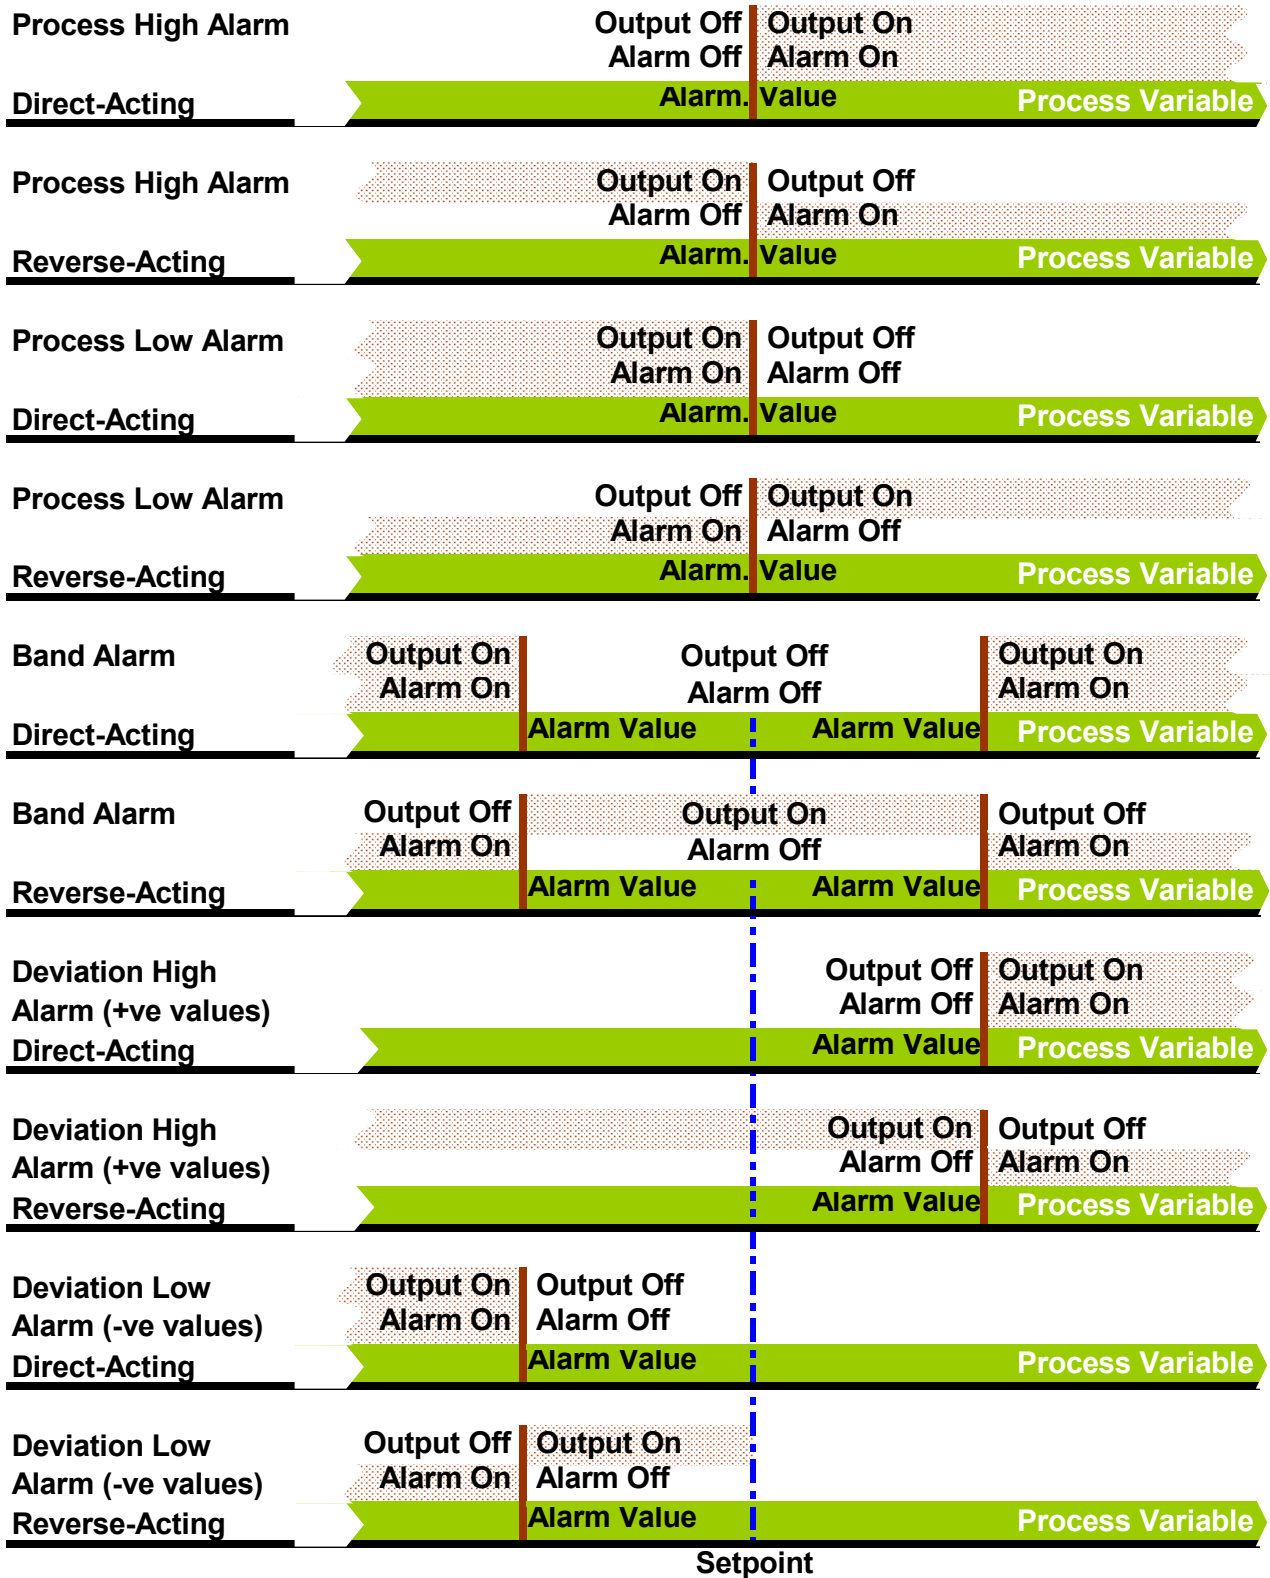 Process High Alarm Output Off Output On
Alarm Off Alarm On
Direct-Acting Alarm. Value Process Variable
Process High Alarm Output On Output Off
Alarm Off Alarm On
Reverse-Acting Alarm. Value Process Variable
Process Low Alarm Output On Output Off
Alarm On Alarm Off
Direct-Acting Alarm. Value Process Variable
Process Low Alarm Output Off Output On
Alarm On Alarm Off
Reverse-Acting Alarm. Value Process Variable
Band Alarm Output On Output Off Output On
Alarm On Alarm Off Alarm On
Direct-Acting Alarm Value Alarm Value Process Variable
Band Alarm Output Off Output On Output Off
Alarm On Alarm Off Alarm On
Reverse-Acting Alarm Value Alarm Value Process Variable
Deviation High Output Off Output On
Alarm (+ve values) Alarm Off Alarm On
Direct-Acting Alarm Value Process Variable
Deviation High Output On Output Off
Alarm (+ve values) Alarm Off Alarm On
Reverse-Acting Alarm Value Process Variable
Deviation Low Output On Output Off
Alarm (-ve values) Alarm On Alarm Off
Direct-Acting Alarm Value Process Variable
Deviation Low Output Off Output On
Alarm (-ve values) Alarm On Alarm Off
Reverse-Acting Alarm Value Process Variable
Setpoint